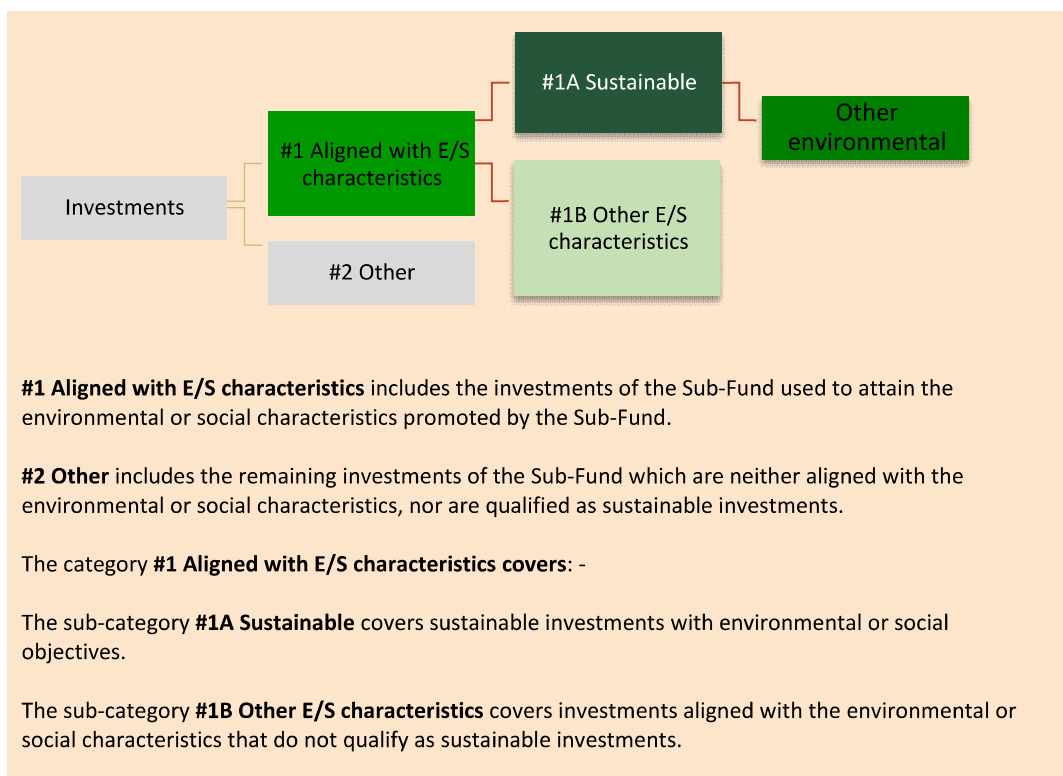 #1A Sustainable
Other
environmental
#1 Aligned with E/S
characteristics
Investments
#1B Other E/S
characteristics
#2 Other
#1 Aligned with E/S characteristics includes the investments of the Sub-Fund used to attain the
environmental or social characteristics promoted by the Sub-Fund.
#2 Other includes the remaining investments of the Sub-Fund which are neither aligned with the
environmental or social characteristics, nor are qualified as sustainable investments.
The category #1 Aligned with E/S characteristics covers: -
The sub-category #1A Sustainable covers sustainable investments with environmental or social
objectives.
The sub-category #1B Other E/S characteristics covers investments aligned with the environmental or
social characteristics that do not qualify as sustainable investments.